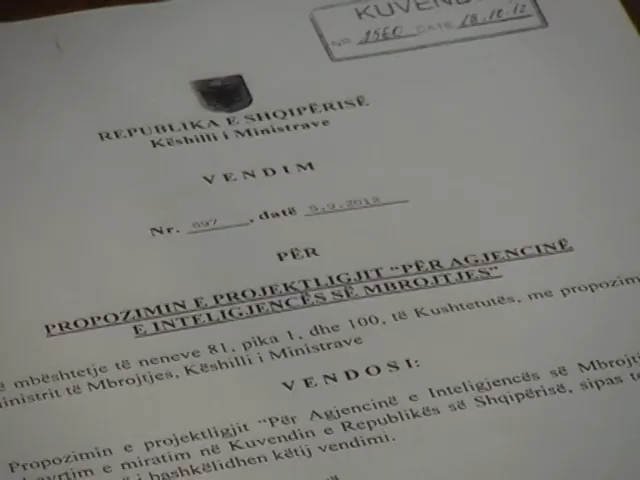 KUVEND
NR 1560 DATE 18.12.12
REPUBLIKA E SHQIPËRISË
Këshilli i Ministrave
VENDIM
Nr. 597, datë 5.9.2012
PËR
PROPOZIMIN E PROJEKTLIGJIT "PËR AGJENCINË
E INTELIGJENCËS SË MBROJTJES"
mbështetje të neneve 81, pika 1, dhe 100, të Kushtetutës, me propozim
inistrit të Mbrojtjes, Këshilli i Ministrave
VENDOSI:
Propozimin e projektligjit "Për Agjencinë e Inteligjencës së Mbrojt
miratim në Kuvendin e Republikës së Shqipërisë, sipas t
i bashkëlidhen këtij vendimi.